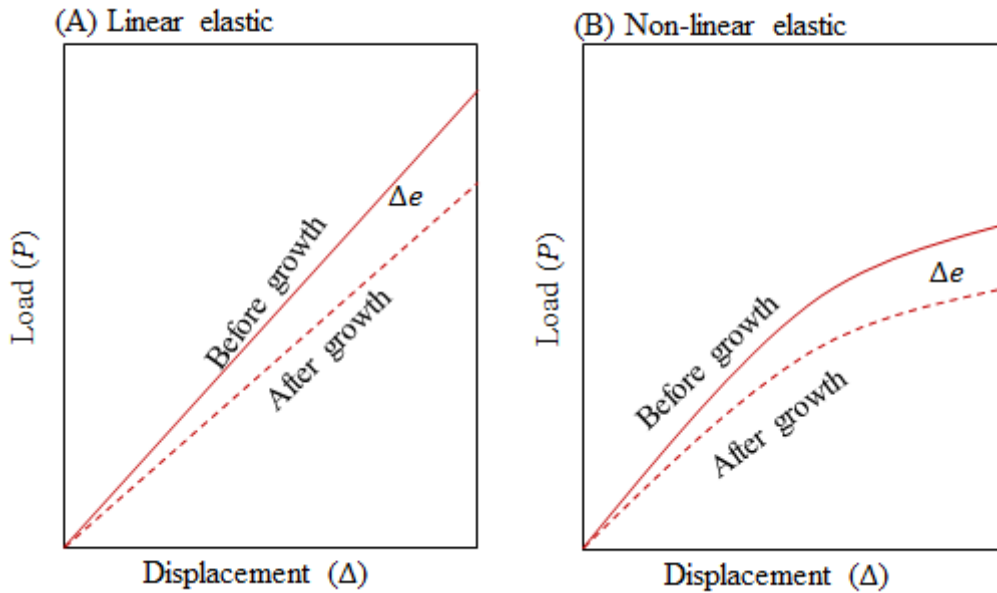 (A) Linear elastic
Load (P)
Before growth
After growth
Δe
Displacement (Δ)
(B) Non-linear elastic
Load (P)
Before growth
After growth
Δe
Displacement (Δ)